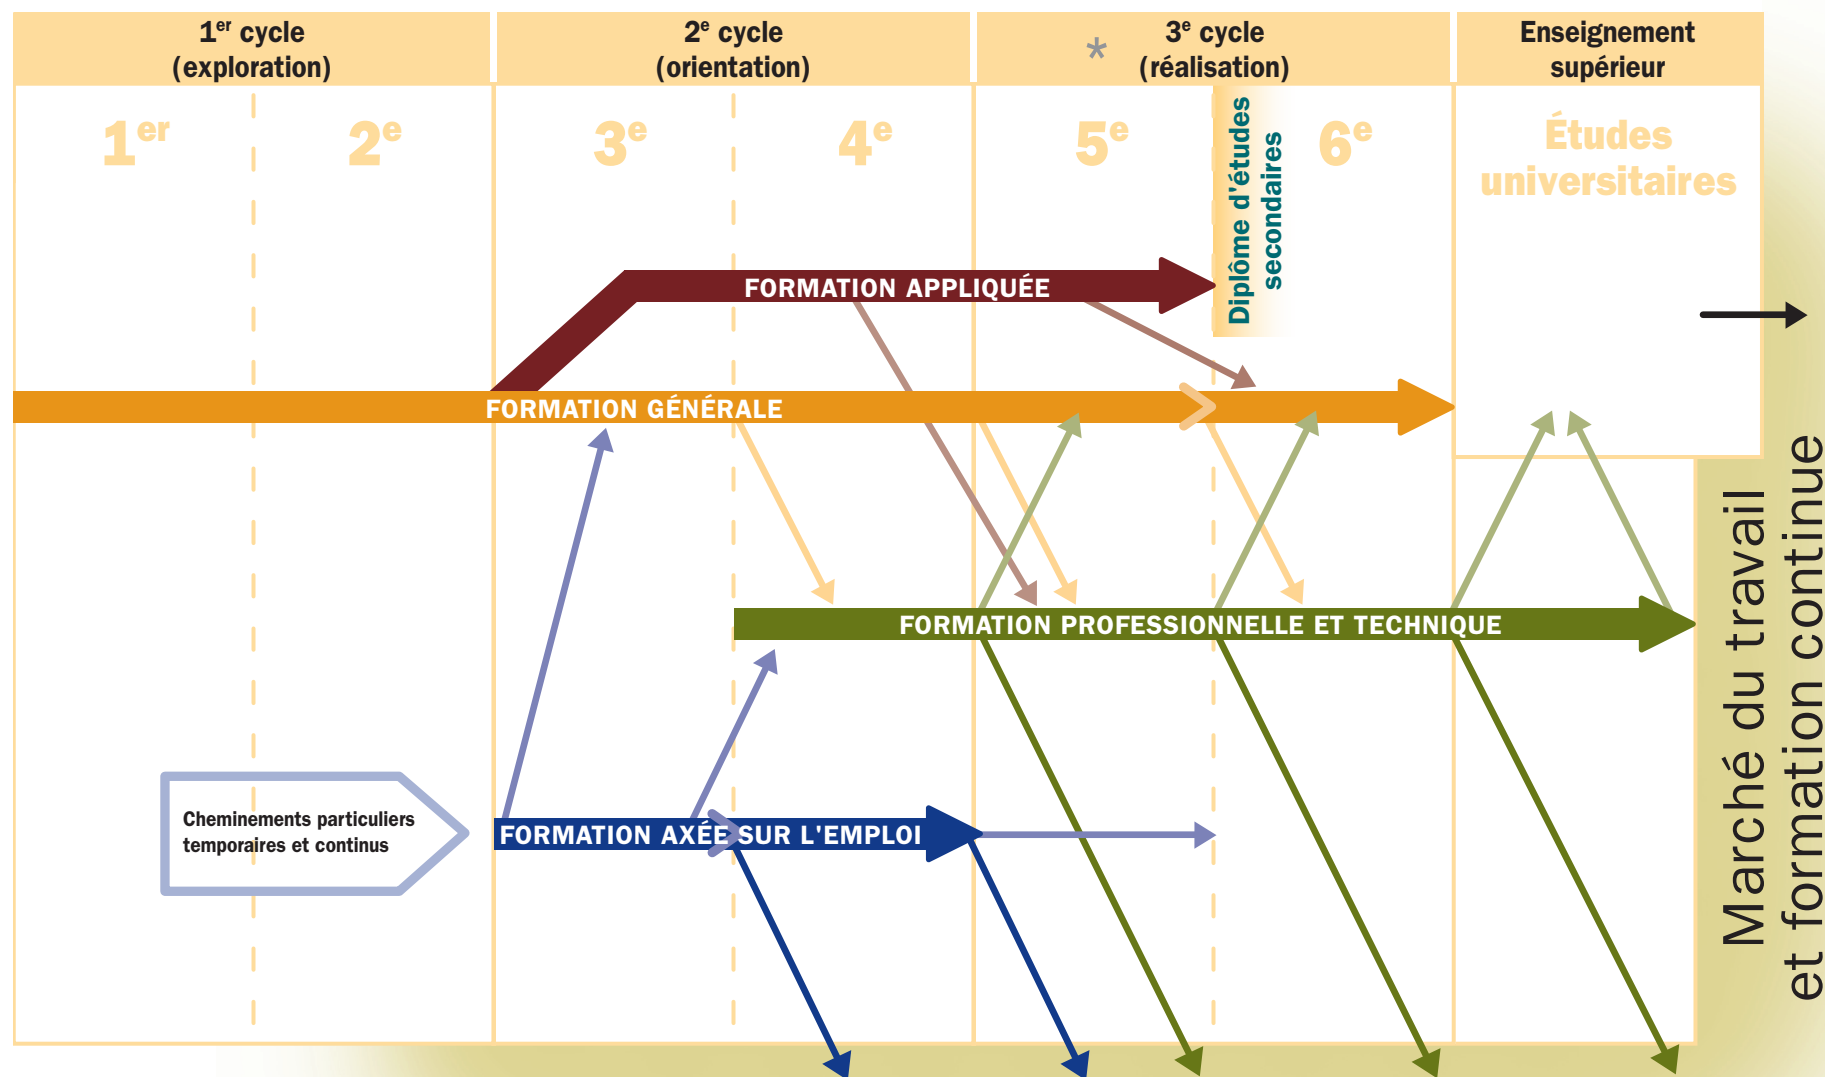 1er cycle
(exploration)
2e cycle
(orientation)
*
3e cycle
(réalisation)
Enseignement
supérieur
1er
2e
3e
4e
5e
6e
Diplôme d'études
secondaires
Études
universitaires
FORMATION APPLIQUÉE
FORMATION GÉNÉRALE
FORMATION PROFESSIONNELLE ET TECHNIQUE
Cheminements particuliers
temporaires et continus
FORMATION AXÉE SUR L'EMPLOI
Marché du travail
et formation continue